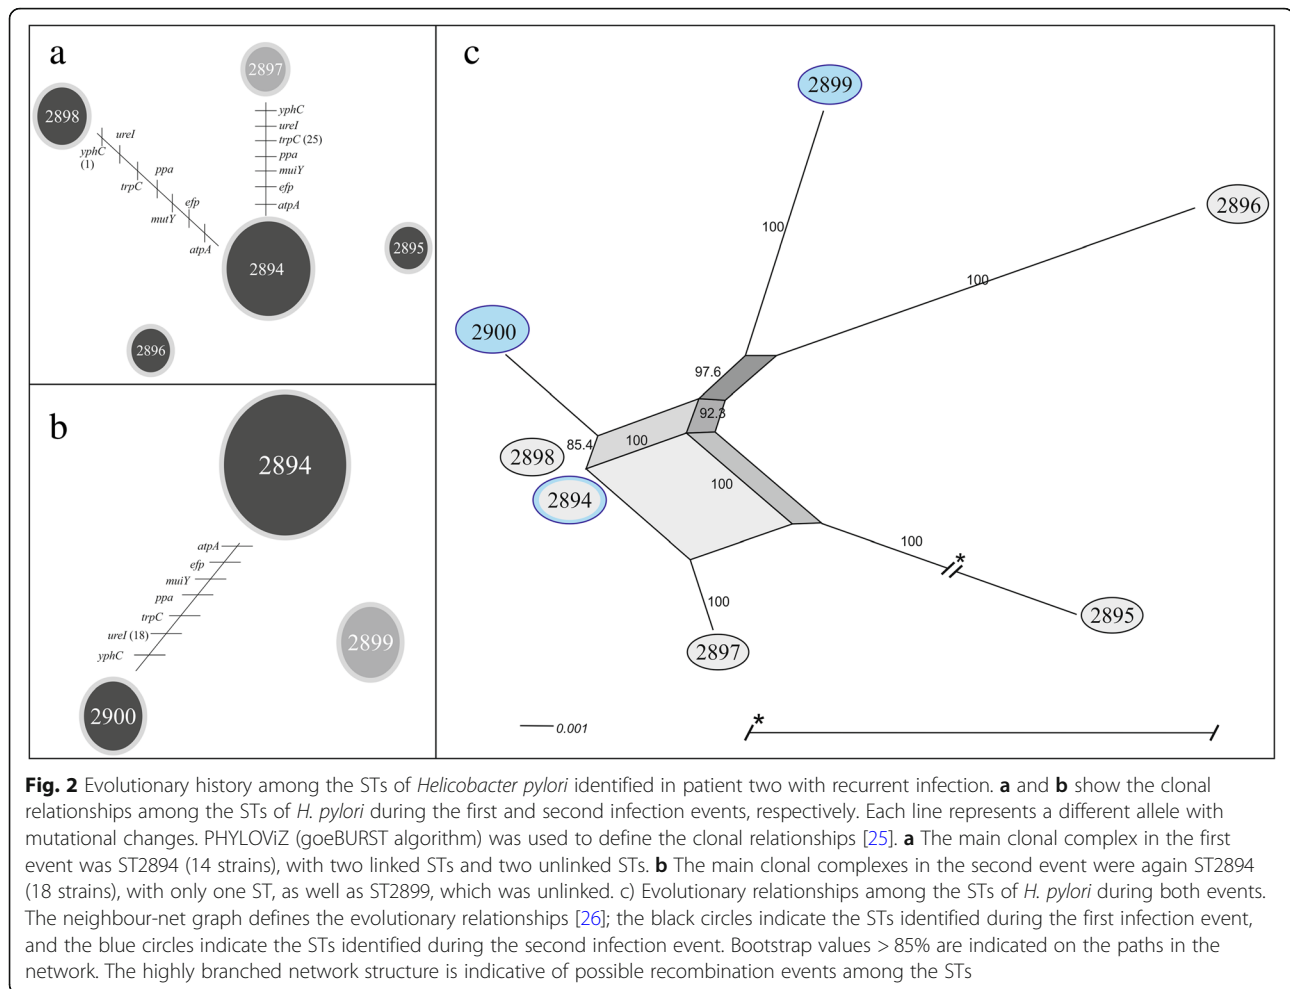 a
2897
2898
yphC
ureI
trpC (25)
ppa
muiY
efp
atpA
ureI
yphC
(1)
ppa
trpC
efp
mutY
atpA
2894
2895
2896
b
2894
atpA
efp
muiY
ppa
trpC
ureI (18)
yphC
2899
2900
c
2899
2896
100
100
2900
97.6
92.3
85.4
100
2898
2894
100
100
*
2895
100
2897
0.001
*
Fig. 2 Evolutionary history among the STs of Helicobacter pylori identified in patient two with recurrent infection. a and b show the clonal
relationships among the STs of H. pylori during the first and second infection events, respectively. Each line represents a different allele with
mutational changes. PHYLOViZ (goeBURST algorithm) was used to define the clonal relationships [25]. a The main clonal complex in the first
event was ST2894 (14 strains), with two linked STs and two unlinked STs. b The main clonal complexes in the second event were again ST2894
(18 strains), with only one ST, as well as ST2899, which was unlinked. c) Evolutionary relationships among the STs of H. pylori during both events.
The neighbour-net graph defines the evolutionary relationships [26]; the black circles indicate the STs identified during the first infection event,
and the blue circles indicate the STs identified during the second infection event. Bootstrap values > 85% are indicated on the paths in the
network. The highly branched network structure is indicative of possible recombination events among the STs